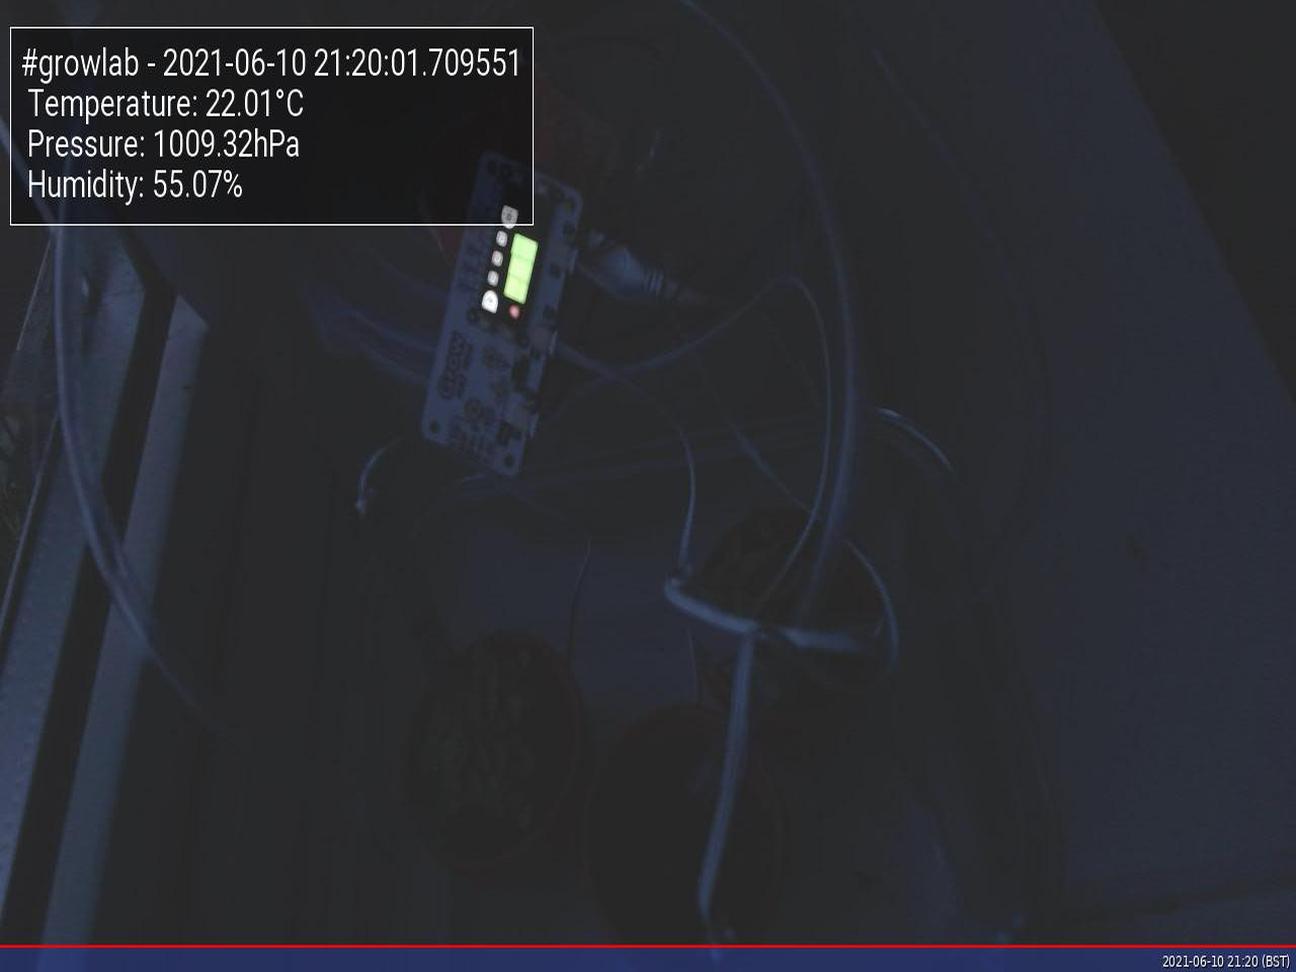 #growlab - 2021-06-10 21:20:01.709551
Temperature: 22.01°C
Pressure: 1009.32hPa
Humidity: 55.07%
2021-06-10 21:20 (BST)